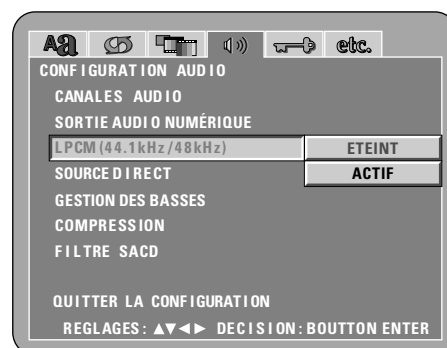 Aa etc.
CONFIGURATION AUDIO
CANALES AUDIO
SORTIE AUDIO NUMÉRIQUE
LPCM (44.1kHz/48kHz) ETEINT
SOURCE DIRECT ACTIF
GESTION DES BASSES
COMPRESSION
FILTRE SACD
QUITTER LA CONFIGURATION
REGLAGES: ▲▼◄► DECISION: BOUTTON ENTER